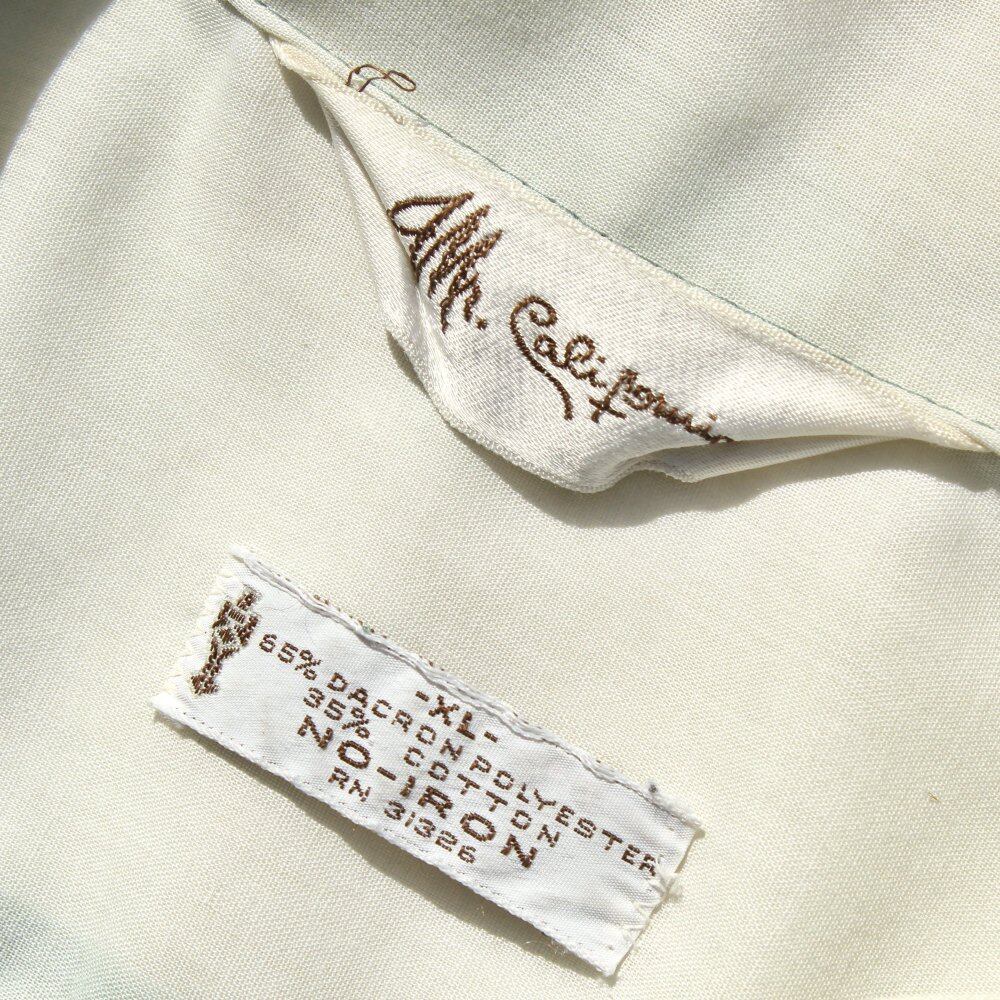 Mr. California
-XL-
65% DACRON POLYESTER
35% COTTON
NO-IRON
RN 31326